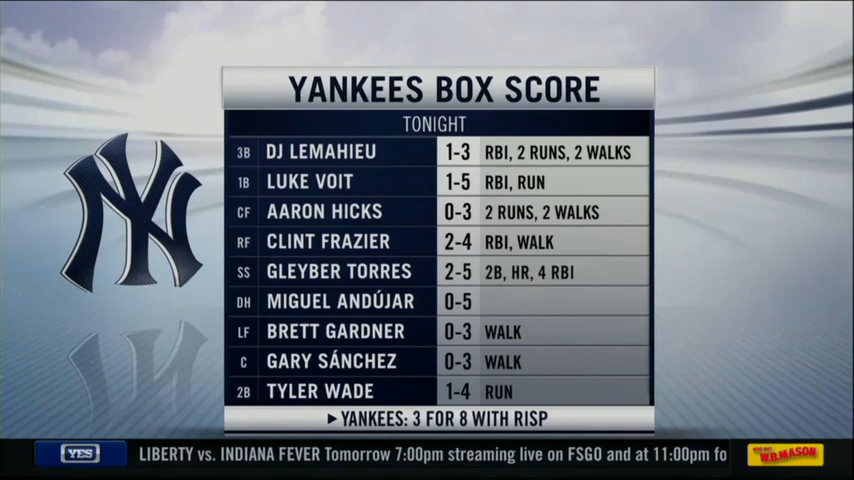 YANKEES BOX SCORE
TONIGHT
3B DJ LEMAHIEU 1-3 RBI, 2 RUNS, 2 WALKS
1B LUKE VOIT 1-5 RBI, RUN
CF AARON HICKS 0-3 2 RUNS, 2 WALKS
RF CLINT FRAZIER 2-4 RBI, WALK
SS GLEYBER TORRES 2-5 2B, HR, 4 RBI
DH MIGUEL ANDÚJAR 0-5
LF BRETT GARDNER 0-3 WALK
C GARY SÁNCHEZ 0-3 WALK
2B TYLER WADE 1-4 RUN
▶YANKEES: 3 FOR 8 WITH RISP
NY
YES LIBERTY vs. INDIANA FEVER Tomorrow 7:00pm streaming live on FSGO and at 11:00pm fo W.B. MASON